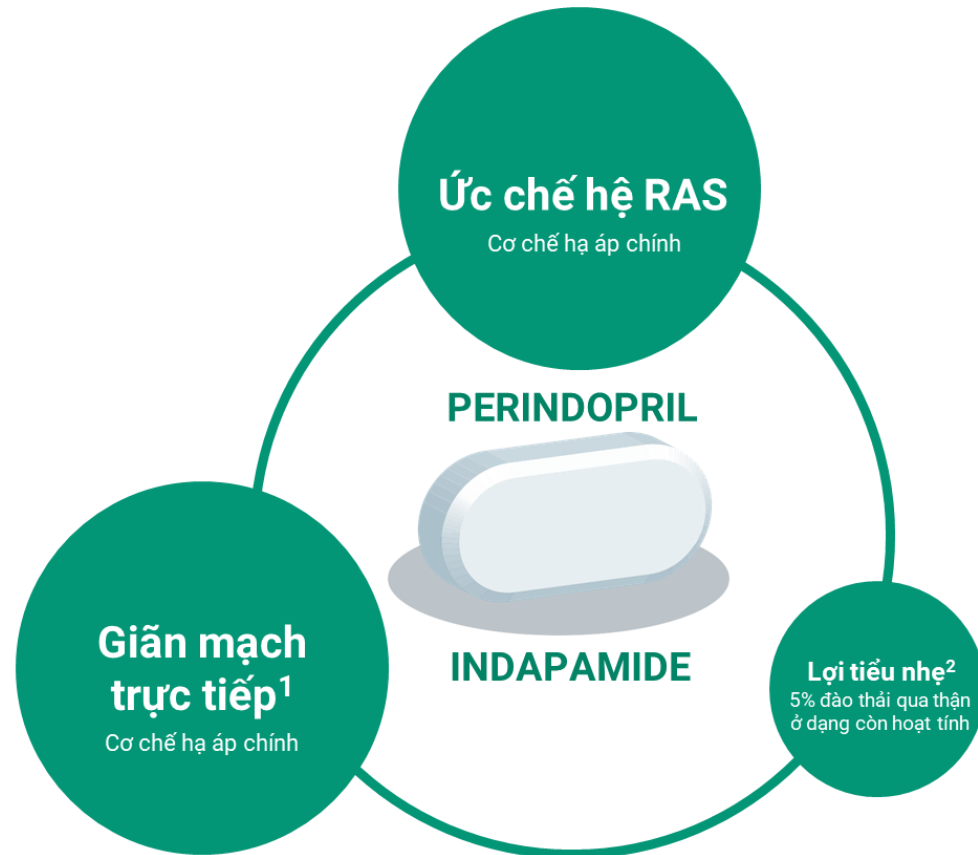 Ức chế hệ RAS
Cơ chế hạ áp chính
PERINDOPRIL
Giãn mạch
trực tiếp¹
Cơ chế hạ áp chính
INDAPAMIDE
Lợi tiểu nhẹ²
5% đào thải qua thận
ở dạng còn hoạt tính